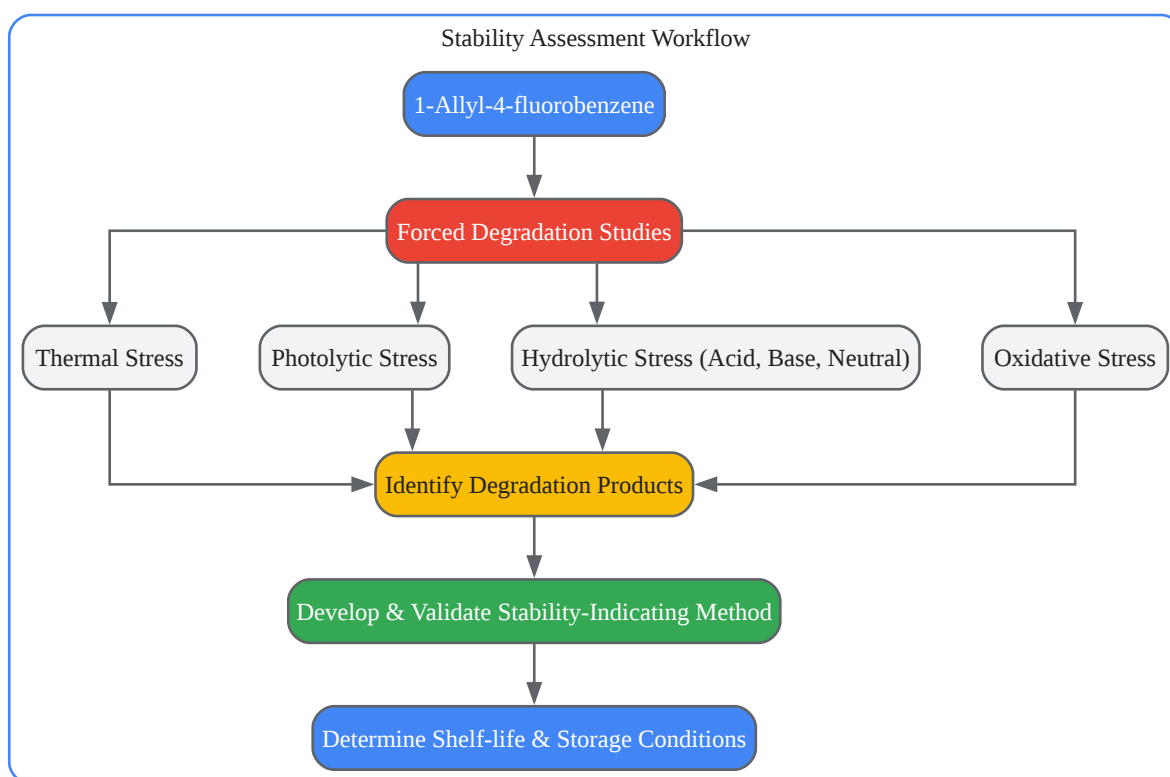 Stability Assessment Workflow
1-Allyl-4-fluorobenzene
Forced Degradation Studies
Thermal Stress
Photolytic Stress
Hydrolytic Stress (Acid, Base, Neutral)
Oxidative Stress
Identify Degradation Products
Develop & Validate Stability-Indicating Method
Determine Shelf-life & Storage Conditions